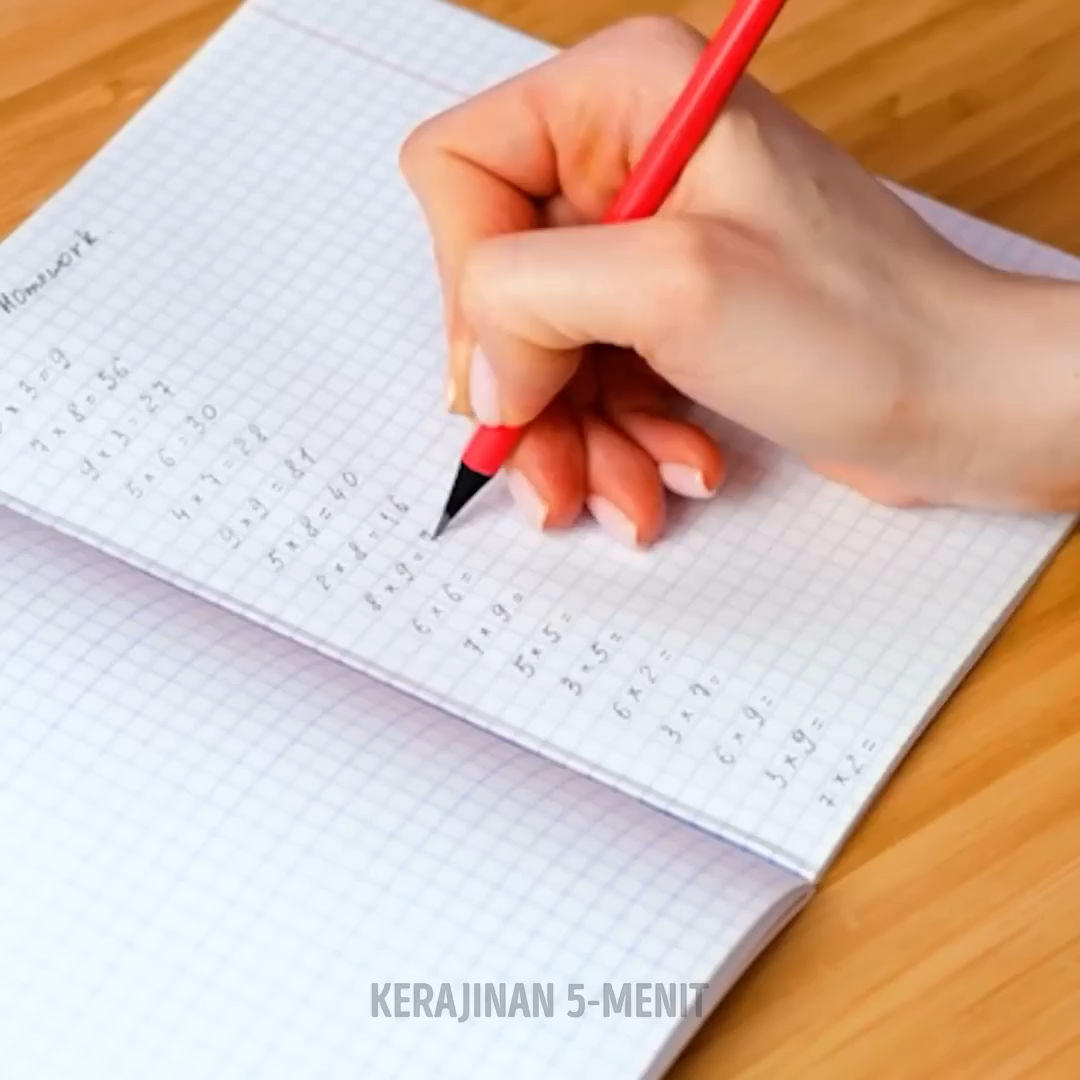 Homework
x 3 = 9
7 x 8 = 56
9 x 3 = 27
5 x 6 = 30
4 x 7 = 28
9 x 9 = 81
5 x 8 = 40
2 x 8 = 16
8 x 9 =
6 x 6 =
7 x 9 =
5 x 5 =
3 x 5 =
6 x 2 =
3 x 7 =
6 x 9 =
3 x 9 =
7 x 2 =
KERAJINAN 5-MENIT